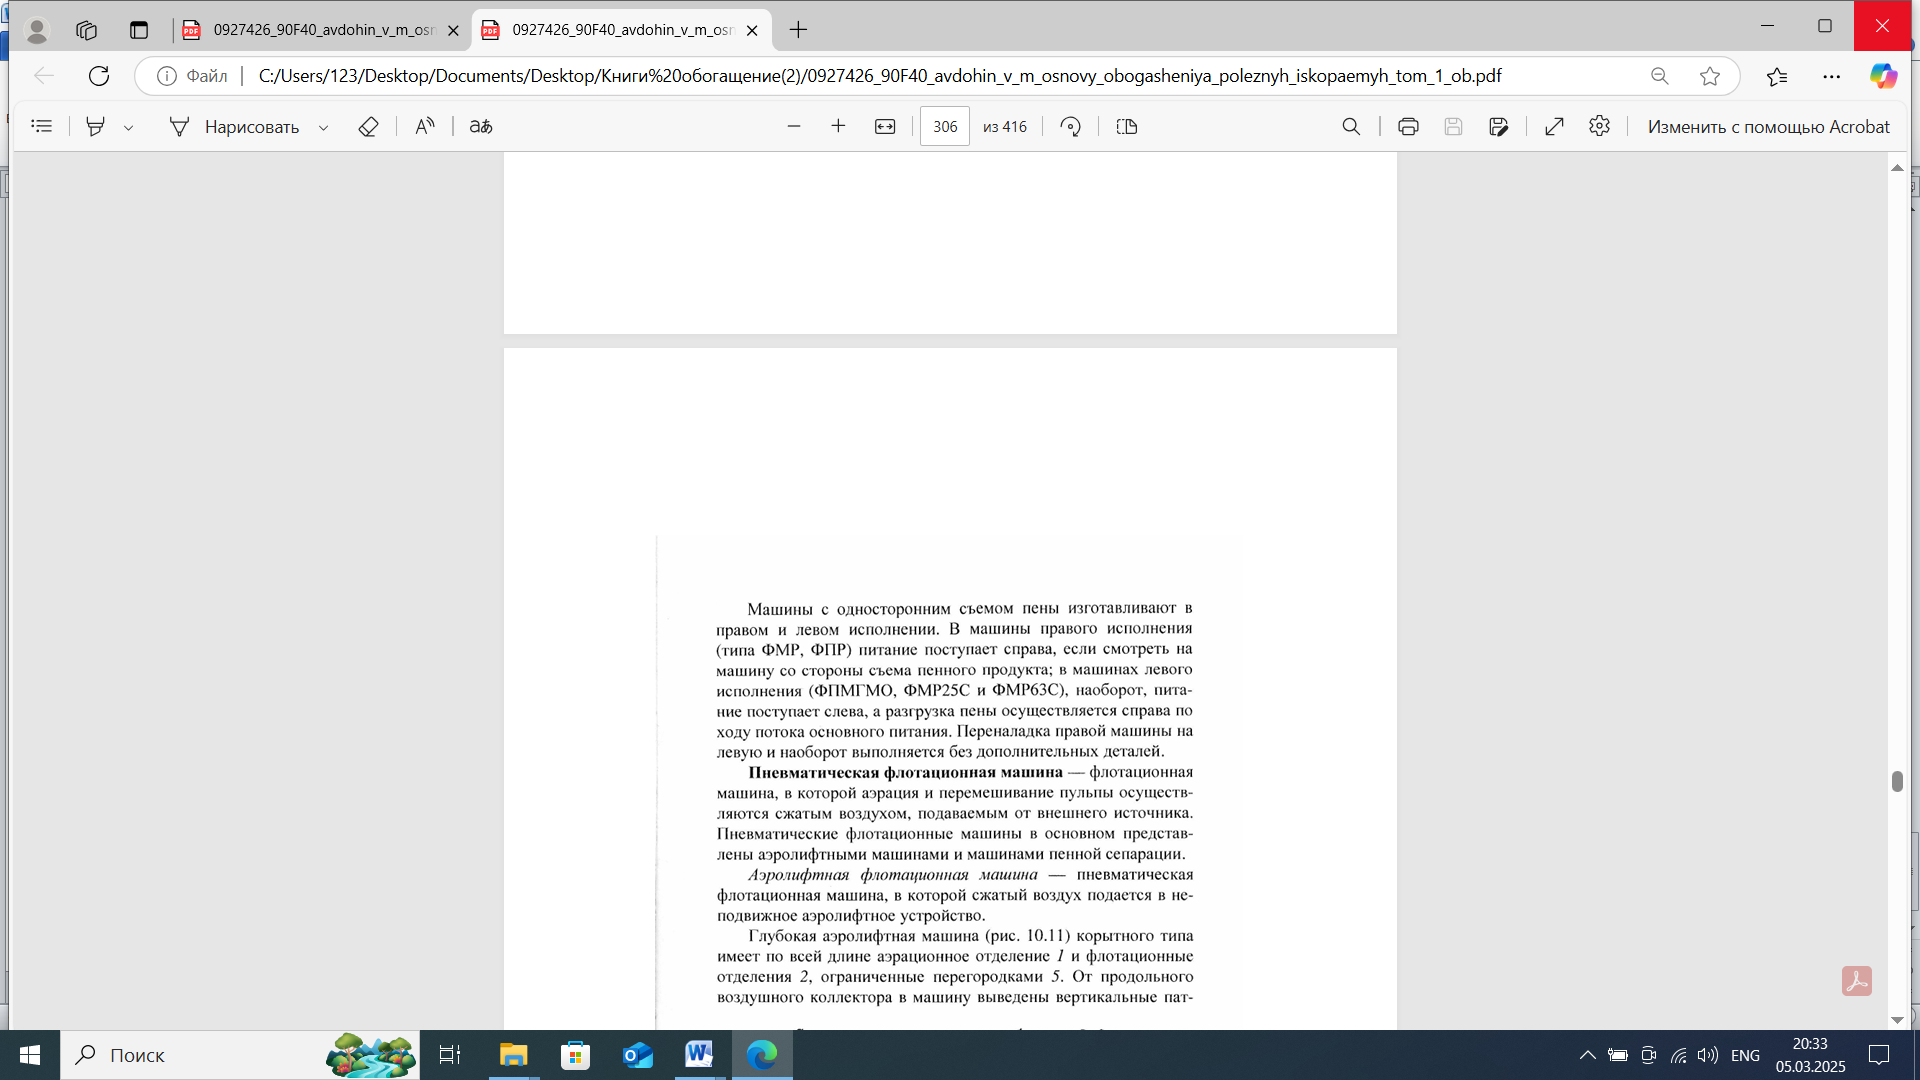 0927426_90F40_avdohin_v_m_osn
0927426_90F40_avdohin_v_m_osn
Файл
C:/Users/123/Desktop/Documents/Desktop/Книги%20обогащение(2)/0927426_90F40_avdohin_v_m_osnovy_obogasheniya_poleznyh_iskopaemyh_tom_1_ob.pdf
Нарисовать
аあ
306 из 416
Изменить с помощью Acrobat
Машины с односторонним съемом пены изготавливают в
правом и левом исполнении. В машины правого исполнения
(типа ФМР, ФПР) питание поступает справа, если смотреть на
машину со стороны съема пенного продукта; в машинах левого
исполнения (ФПМГМО, ФМР25С и ФМР63С), наоборот, пита-
ние поступает слева, а разгрузка пены осуществляется справа по
ходу потока основного питания. Переналадка правой машины на
левую и наоборот выполняется без дополнительных деталей.
Пневматическая флотационная машина — флотационная
машина, в которой аэрация и перемешивание пульпы осуществ-
ляются сжатым воздухом, подаваемым от внешнего источника.
Пневматические флотационные машины в основном представ-
лены аэролифтными машинами и машинами пенной сепарации.
Аэролифтная флотационная машина — пневматическая
флотационная машина, в которой сжатый воздух подается в не-
подвижное аэролифтное устройство.
Глубокая аэролифтная машина (рис. 10.11) корытного типа
имеет по всей длине аэрационное отделение 1 и флотационные
отделения 2, ограниченные перегородками 5. От продольного
воздушного коллектора в машину выведены вертикальные пат-
Поиск
ENG
20:33
05.03.2025